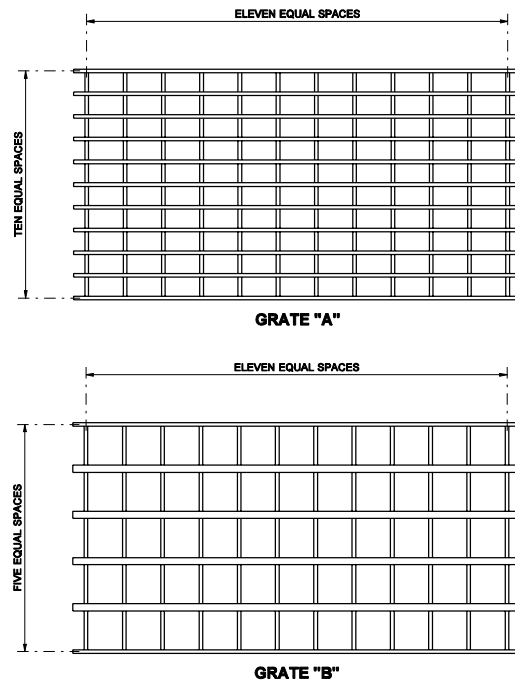 ELEVEN EQUAL SPACES
TEN EQUAL SPACES
GRATE "A"
ELEVEN EQUAL SPACES
FIVE EQUAL SPACES
GRATE "B"